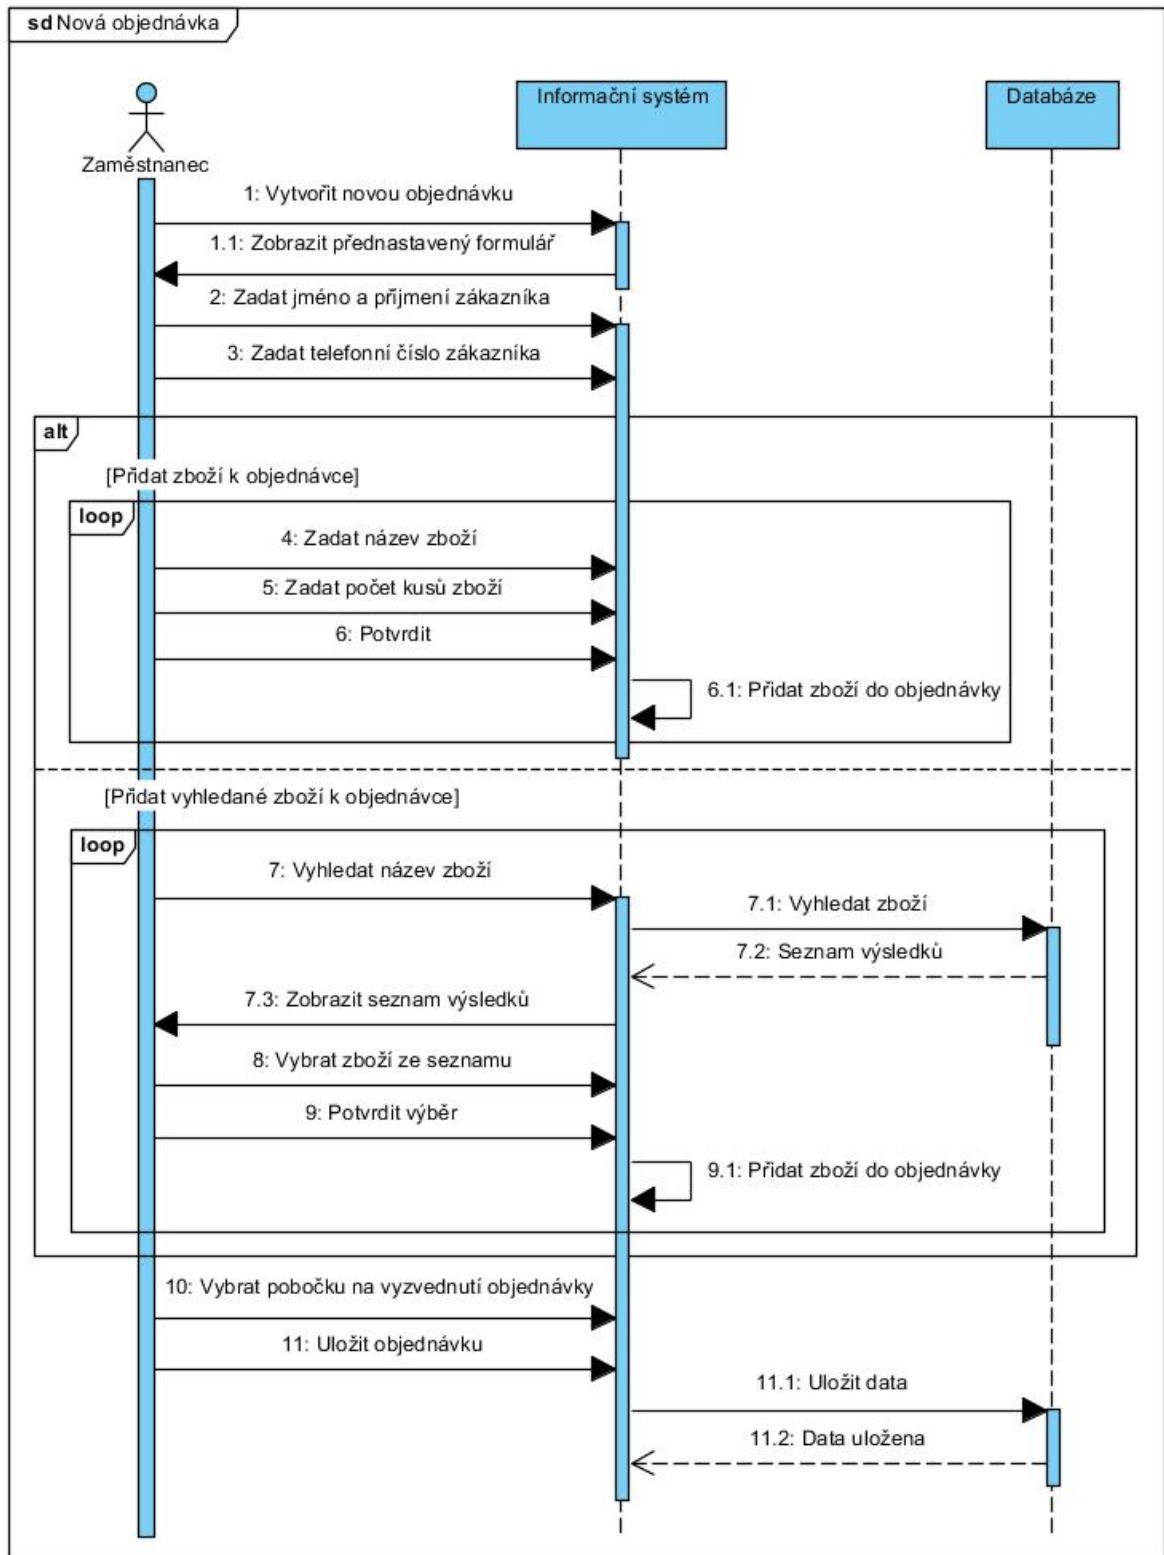 sd Nová objednávka
Informační systém
Databáze
Zaměstnanec
1: Vytvořit novou objednávku
1.1: Zobrazit přednastavený formulář
2: Zadat jméno a příjmení zákazníka
3: Zadat telefonní číslo zákazníka
alt
[Přidat zboží k objednávce]
loop
4: Zadat název zboží
5: Zadat počet kusů zboží
6: Potvrdit
6.1: Přidat zboží do objednávky
[Přidat vyhledané zboží k objednávce]
loop
7: Vyhledat název zboží
7.1: Vyhledat zboží
7.2: Seznam výsledků
7.3: Zobrazit seznam výsledků
8: Vybrat zboží ze seznamu
9: Potvrdit výběr
9.1: Přidat zboží do objednávky
10: Vybrat pobočku na vyzvednutí objednávky
11: Uložit objednávku
11.1: Uložit data
11.2: Data uložena